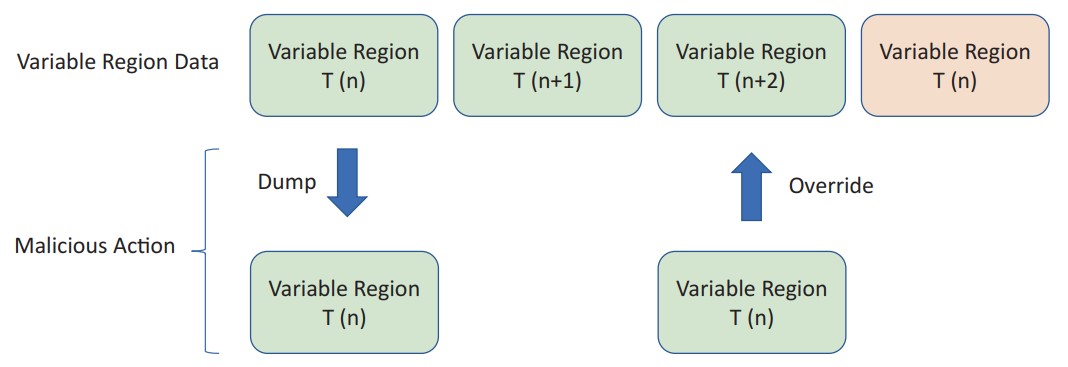 Variable Region Data
Variable Region
T (n)
Variable Region
T (n+1)
Variable Region
T (n+2)
Variable Region
T (n)
Dump
Override
Malicious Action
Variable Region
T (n)
Variable Region
T (n)